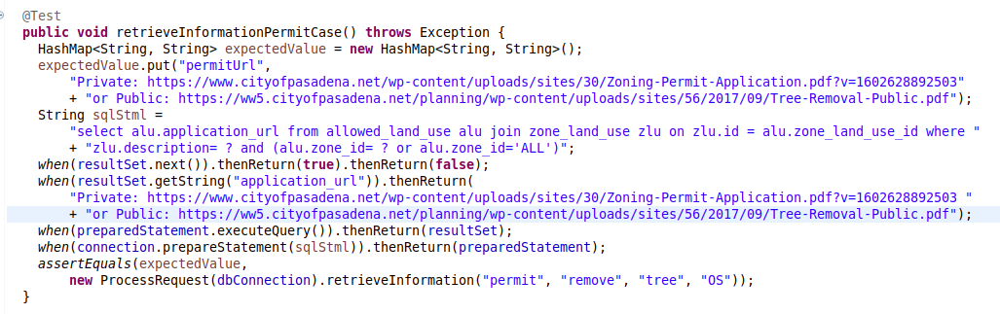 @Test
public void retrieveInformationPermitCase() throws Exception {
HashMap<String, String> expectedValue = new HashMap<String, String>();
expectedValue.put("permitUrl",
"Private: https://www.cityofpasadena.net/wp-content/uploads/sites/30/Zoning-Permit-Application.pdf?v=1602628892503"
+ "or Public: https://ww5.cityofpasadena.net/planning/wp-content/uploads/sites/56/2017/09/Tree-Removal-Public.pdf");
String sqlStml =
"select alu.application_url from allowed_land_use alu join zone_land_use zlu on zlu.id = alu.zone_land_use_id where "
+ "zlu.description= ? and (alu.zone_id= ? or alu.zone_id='ALL')";
when(resultSet.next()).thenReturn(true).thenReturn(false);
when(resultSet.getString("application_url")).thenReturn(
"Private: https://www.cityofpasadena.net/wp-content/uploads/sites/30/Zoning-Permit-Application.pdf?v=1602628892503 "
+ "or Public: https://ww5.cityofpasadena.net/planning/wp-content/uploads/sites/56/2017/09/Tree-Removal-Public.pdf");
when(preparedStatement.executeQuery()).thenReturn(resultSet);
when(connection.prepareStatement(sqlStml)).thenReturn(preparedStatement);
assertEquals(expectedValue,
new ProcessRequest(dbConnection).retrieveInformation("permit", "remove", "tree", "OS"));
}